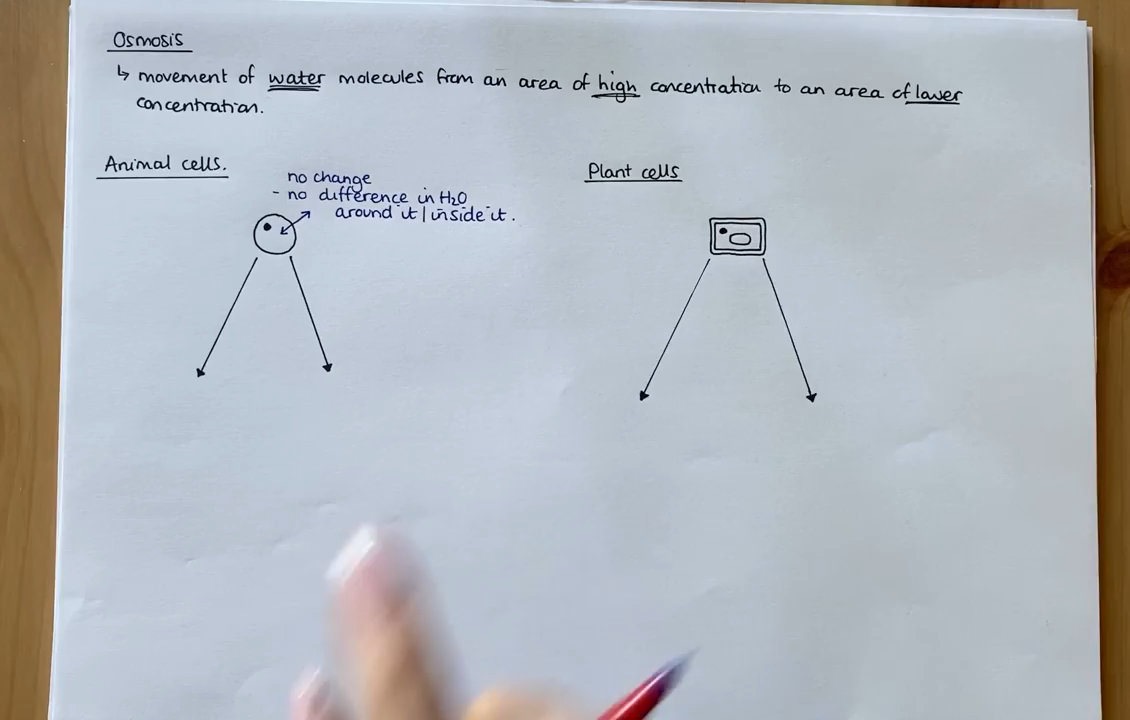 Osmosis
↳ movement of water molecules from an area of high concentration to an area of lower
concentration.
Animal cells.
no change
- no difference in H₂O
around it / inside it.
Plant cells